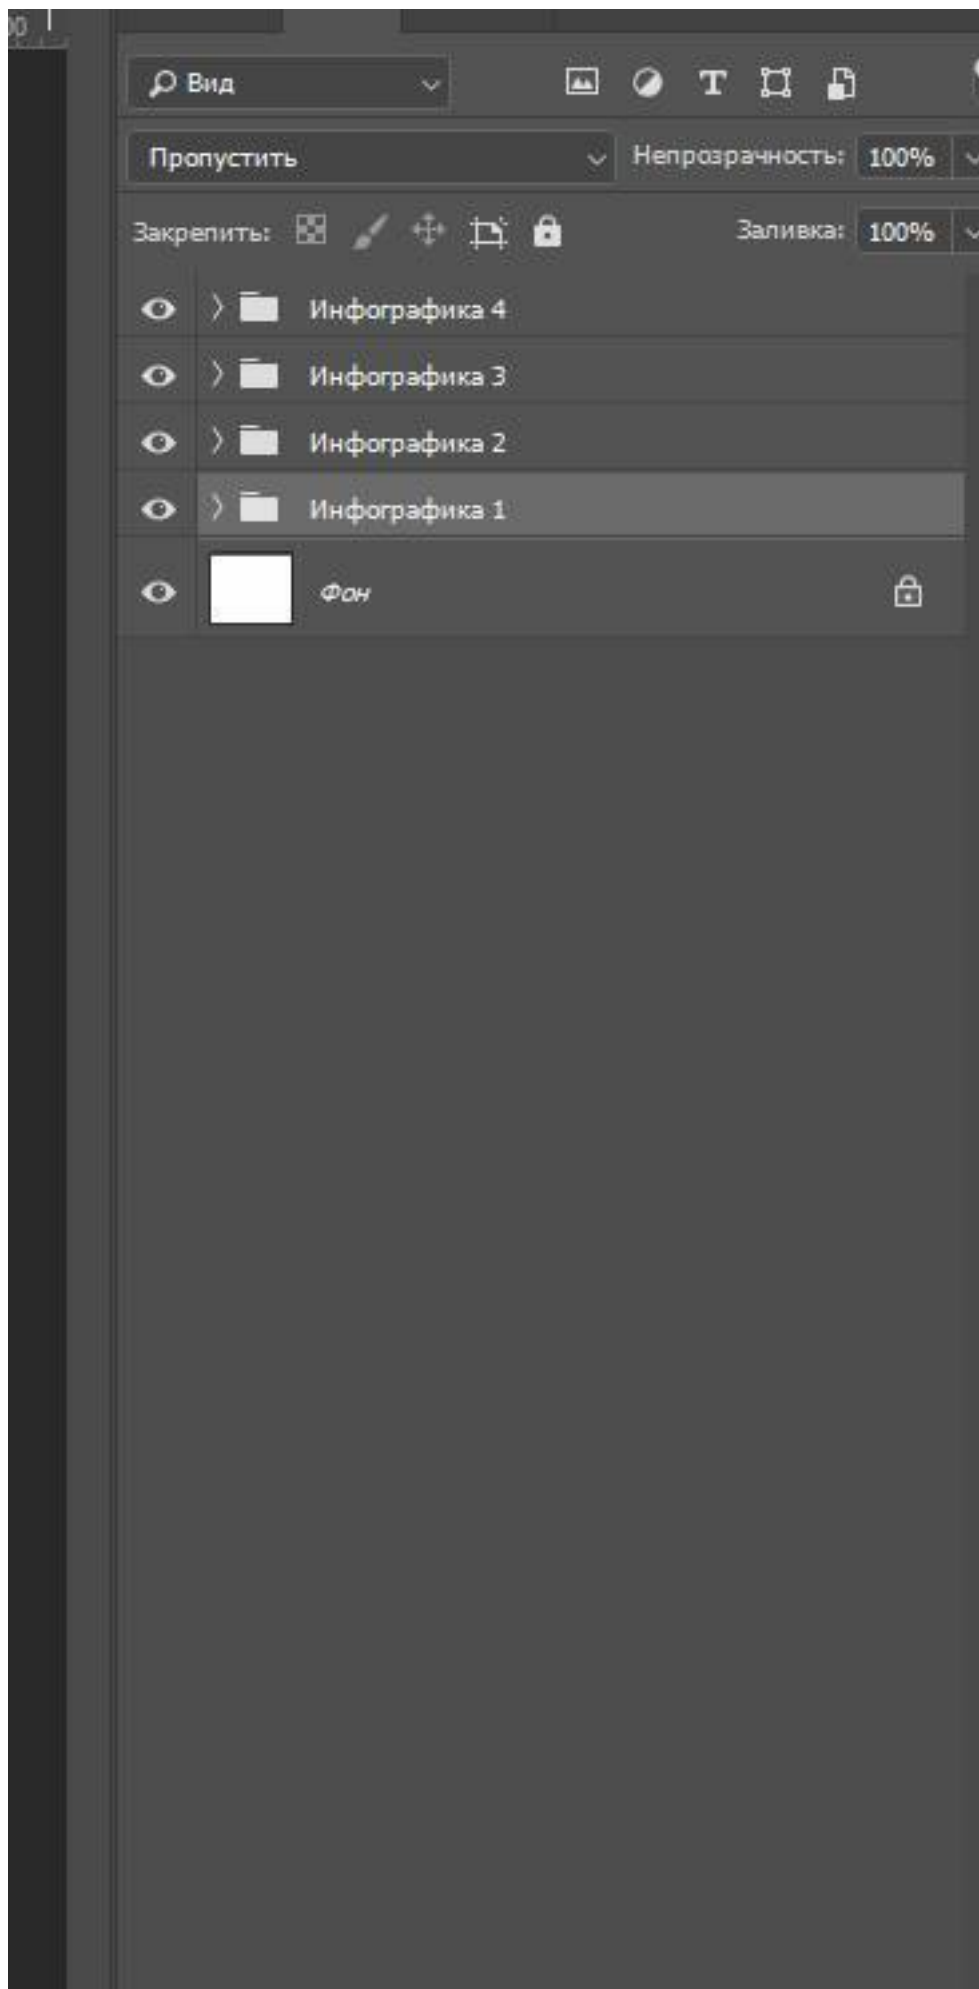 Вид
Пропустить Непрозрачность: 100%
Закрепить: Заливка: 100%
Инфографика 4
Инфографика 3
Инфографика 2
Инфографика 1
Фон